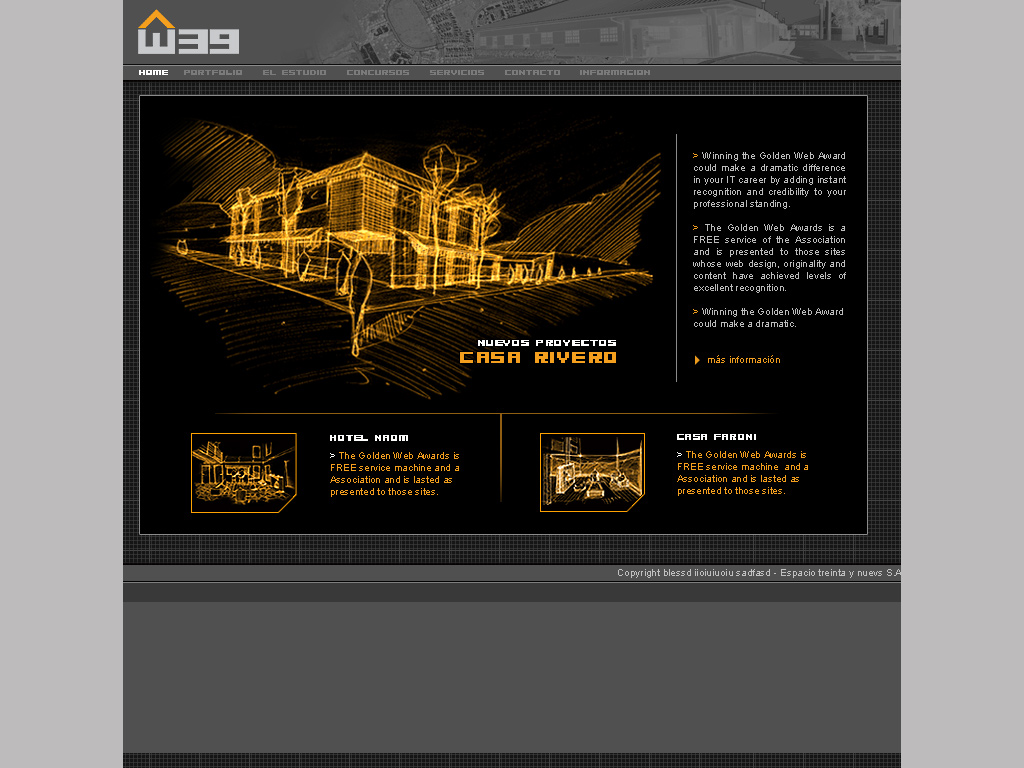 W39
HOME PORTFOLIO EL ESTUDIO CONCURSOS SERVICIOS CONTACTO INFORMACION
> Winning the Golden Web Award
could make a dramatic difference
in your IT career by adding instant
recognition and credibility to your
professional standing.
> The Golden Web Awards is a
FREE service of the Association
and is presented to those sites
whose web design, originality and
content have achieved levels of
excellent recognition.
> Winning the Golden Web Award
could make a dramatic.
más información
NUEVOS PROYECTOS
CASA RIVERO
HOTEL NAOM
> The Golden Web Awards is
FREE service machine and a
Association and is lasted as
presented to those sites.
CASA FARONI
> The Golden Web Awards is
FREE service machine and a
Association and is lasted as
presented to those sites.
Copyright blessd iioiuiuoiu sadfasd - Espacio treinta y nuevs S.A